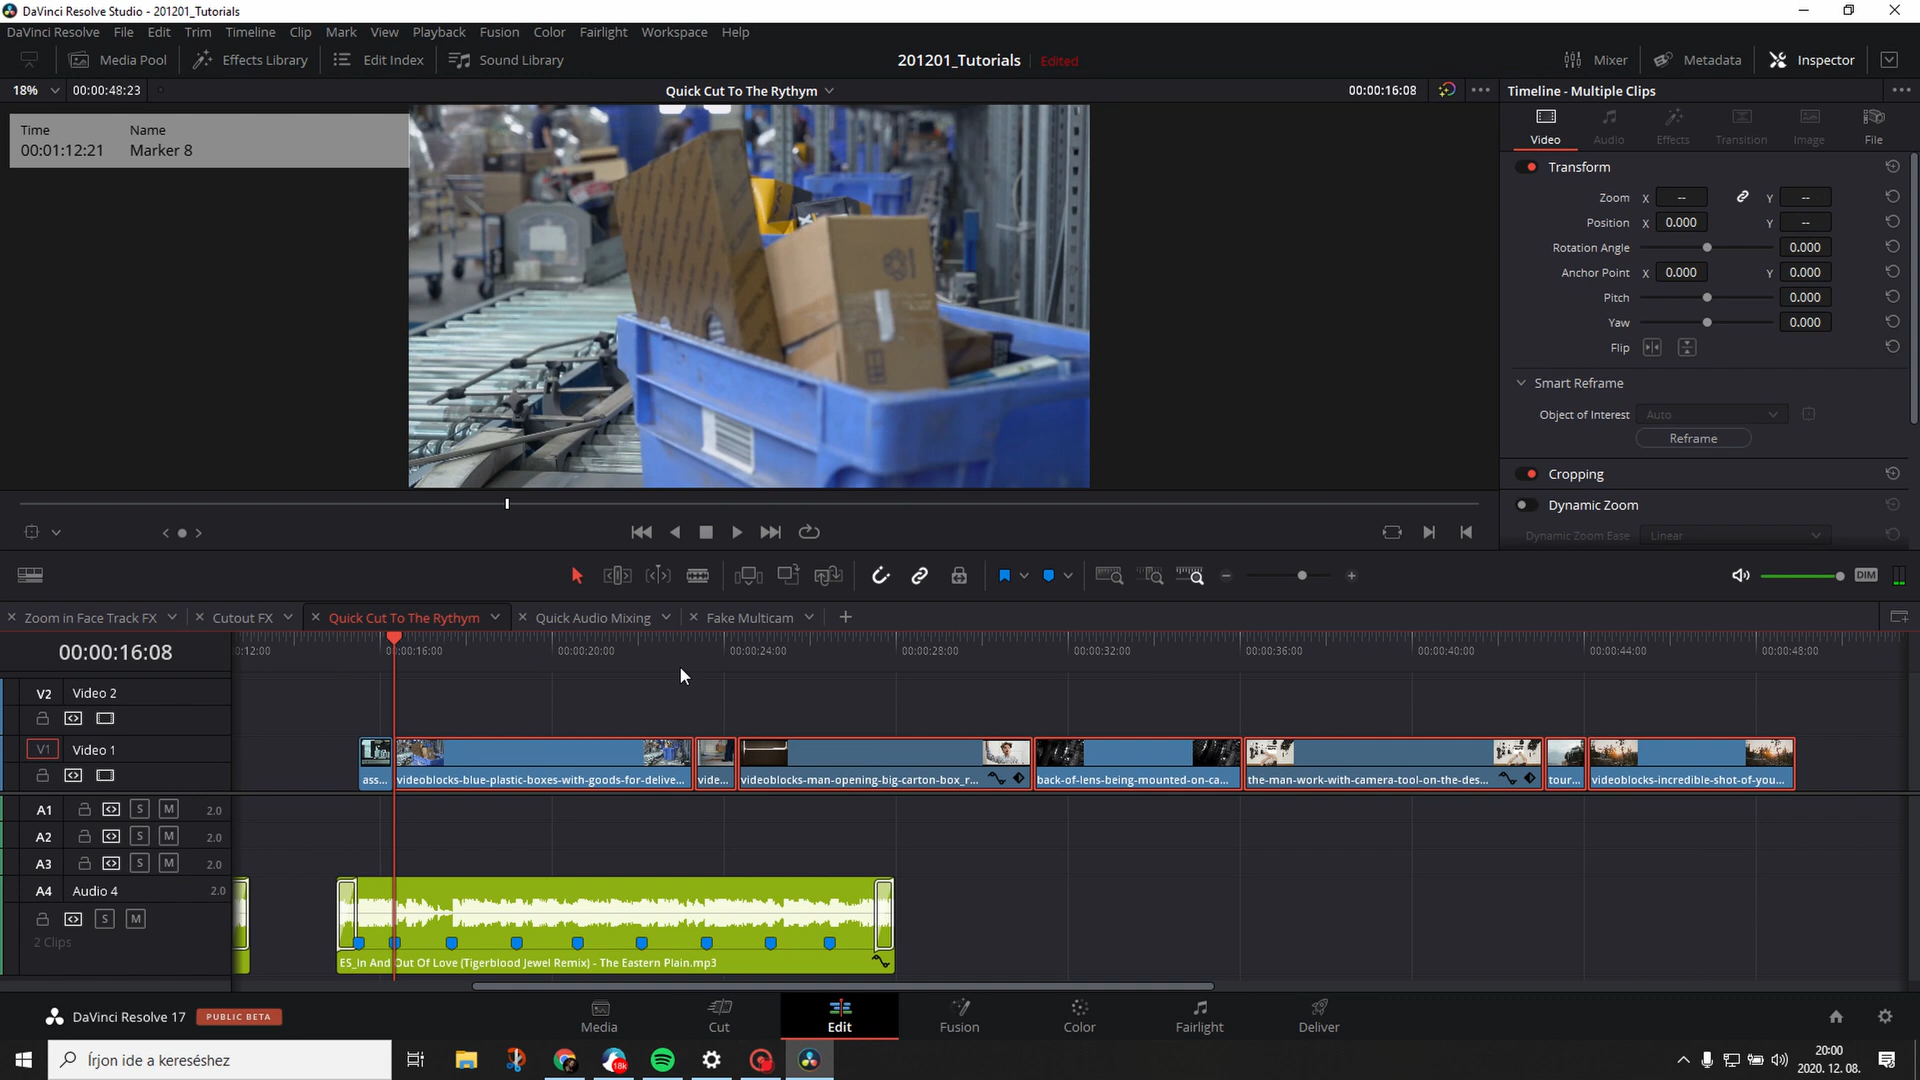 DaVinci Resolve Studio - 201201_Tutorials
DaVinci Resolve File Edit Trim Timeline Clip Mark View Playback Fusion Color Fairlight Workspace Help
Media Pool Effects Library Edit Index Sound Library 201201_Tutorials Edited Mixer Metadata Inspector
18% 00:00:48:23 Quick Cut To The Rythym 00:00:16:08 Timeline - Multiple Clips
Time Name
00:01:12:21 Marker 8
Video Audio Effects Transition Image File
Transform
Zoom X -- Y --
Position X 0.000 Y --
Rotation Angle 0.000
Anchor Point X 0.000 Y 0.000
Pitch 0.000
Yaw 0.000
Flip
Smart Reframe
Object of Interest Auto
Reframe
Cropping
Dynamic Zoom
Dynamic Zoom Ease Linear
DIM
Zoom in Face Track FX Cutout FX Quick Cut To The Rythym Quick Audio Mixing Fake Multicam
00:00:16:08 0:12:00 00:00:16:00 00:00:20:00 00:00:24:00 00:00:28:00 00:00:32:00 00:00:36:00 00:00:40:00 00:00:44:00 00:00:48:00
V2 Video 2
V1 Video 1
ass... videoblocks-blue-plastic-boxes-with-goods-for-delive... vide... videoblocks-man-opening-big-carton-box_r... back-of-lens-being-mounted-on-ca... the-man-work-with-camera-tool-on-the-des... tour... videoblocks-incredible-shot-of-you...
A1 S M 2.0
A2 S M 2.0
A3 S M 2.0
A4 Audio 4 2.0
S M
2 Clips
ES_In And Out Of Love (Tigerblood Jewel Remix) - The Eastern Plain.mp3
DaVinci Resolve 17 PUBLIC BETA Media Cut Edit Fusion Color Fairlight Deliver
Írjon ide a kereséshez 18k 20:00
2020. 12. 08.